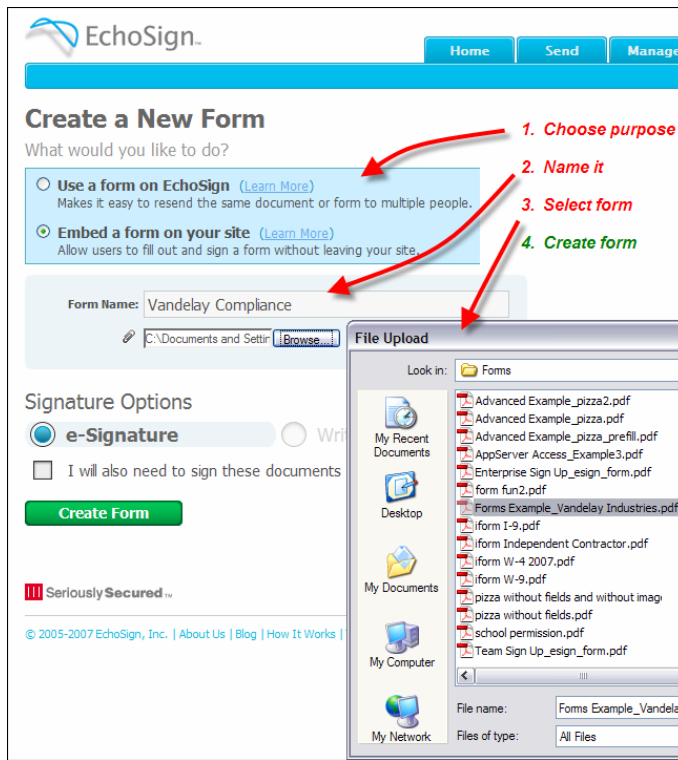 EchoSign™
Home Send Manage
Create a New Form
What would you like to do?
1. Choose purpose
2. Name it
3. Select form
4. Create form
Use a form on EchoSign (Learn More)
Makes it easy to resend the same document or form to multiple people.
Embed a form on your site (Learn More)
Allow users to fill out and sign a form without leaving your site.
Form Name: Vandelay Compliance
C:\Documents and Settin Browse...
File Upload
Look in: Forms
My Recent Documents
Desktop
My Documents
My Computer
My Network
Advanced Example_pizza2.pdf
Advanced Example_pizza.pdf
Advanced Example_pizza_prefill.pdf
AppServer Access_Example3.pdf
Enterprise Sign Up_esign_form.pdf
form fun2.pdf
Forms Example_Vandelay Industries.pdf
iform I-9.pdf
iform Independent Contractor.pdf
iform W-4 2007.pdf
iform W-9.pdf
pizza without fields and without imag
pizza without fields.pdf
school permission.pdf
Team Sign Up_esign_form.pdf
File name: Forms Example_Vandela
Files of type: All Files
Signature Options
e-Signature Wri
I will also need to sign these documents
Create Form
Seriously Secured™
© 2005-2007 EchoSign, Inc. | About Us | Blog | How It Works |